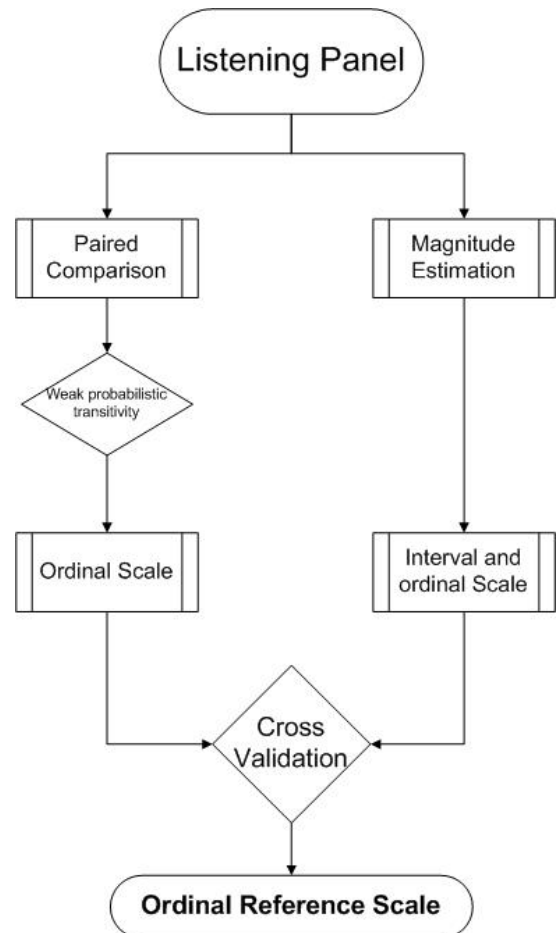 Listening Panel
Paired
Comparison
Magnitude
Estimation
Weak probabilistic
transitivity
Ordinal Scale
Interval and
ordinal Scale
Cross
Validation
Ordinal Reference Scale